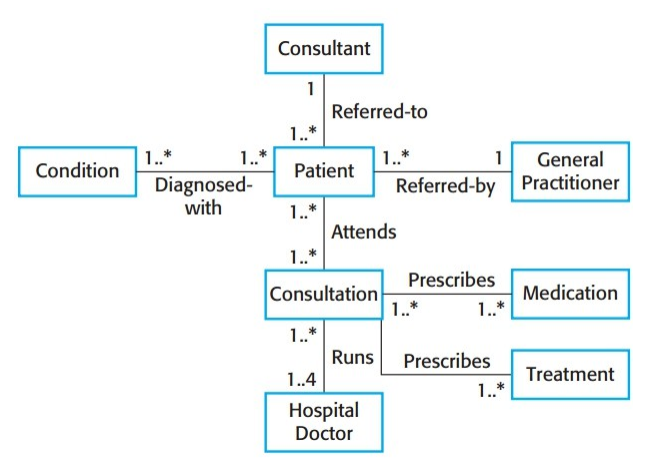 Consultant
1
Referred-to
1..*
Condition
1..*
1..*
Diagnosed-
with
Patient
1..*
1
Referred-by
General
Practitioner
1..*
Attends
1..*
Consultation
Prescribes
1..*
1..*
Medication
1..*
Runs
1..4
Prescribes
1..*
Treatment
Hospital
Doctor